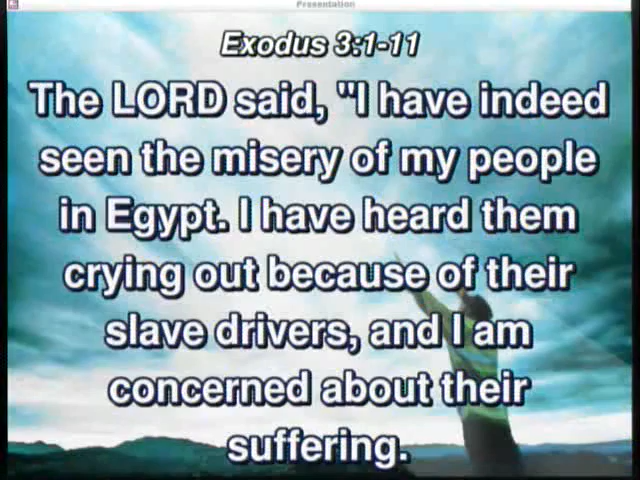 Presentation
Exodus 3:1-11
The LORD said, "I have indeed
seen the misery of my people
in Egypt. I have heard them
crying out because of their
slave drivers, and I am
concerned about their
suffering.